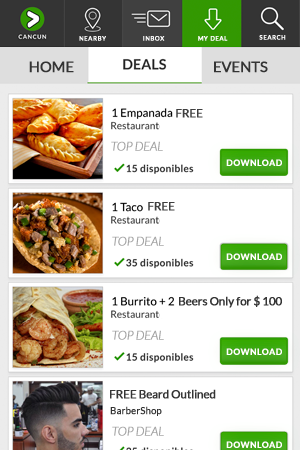 CANCUN
NEARBY
INBOX
MY DEAL
SEARCH
HOME DEALS EVENTS
1 Empanada FREE
Restaurant
TOP DEAL
15 disponibles
DOWNLOAD
1 Taco FREE
Restaurant
TOP DEAL
35 disponibles
DOWNLOAD
1 Burrito + 2 Beers Only for $ 100
Restaurant
TOP DEAL
15 disponibles
DOWNLOAD
FREE Beard Outlined
BarberShop
TOP DEAL
disponibles
DOWNLOAD